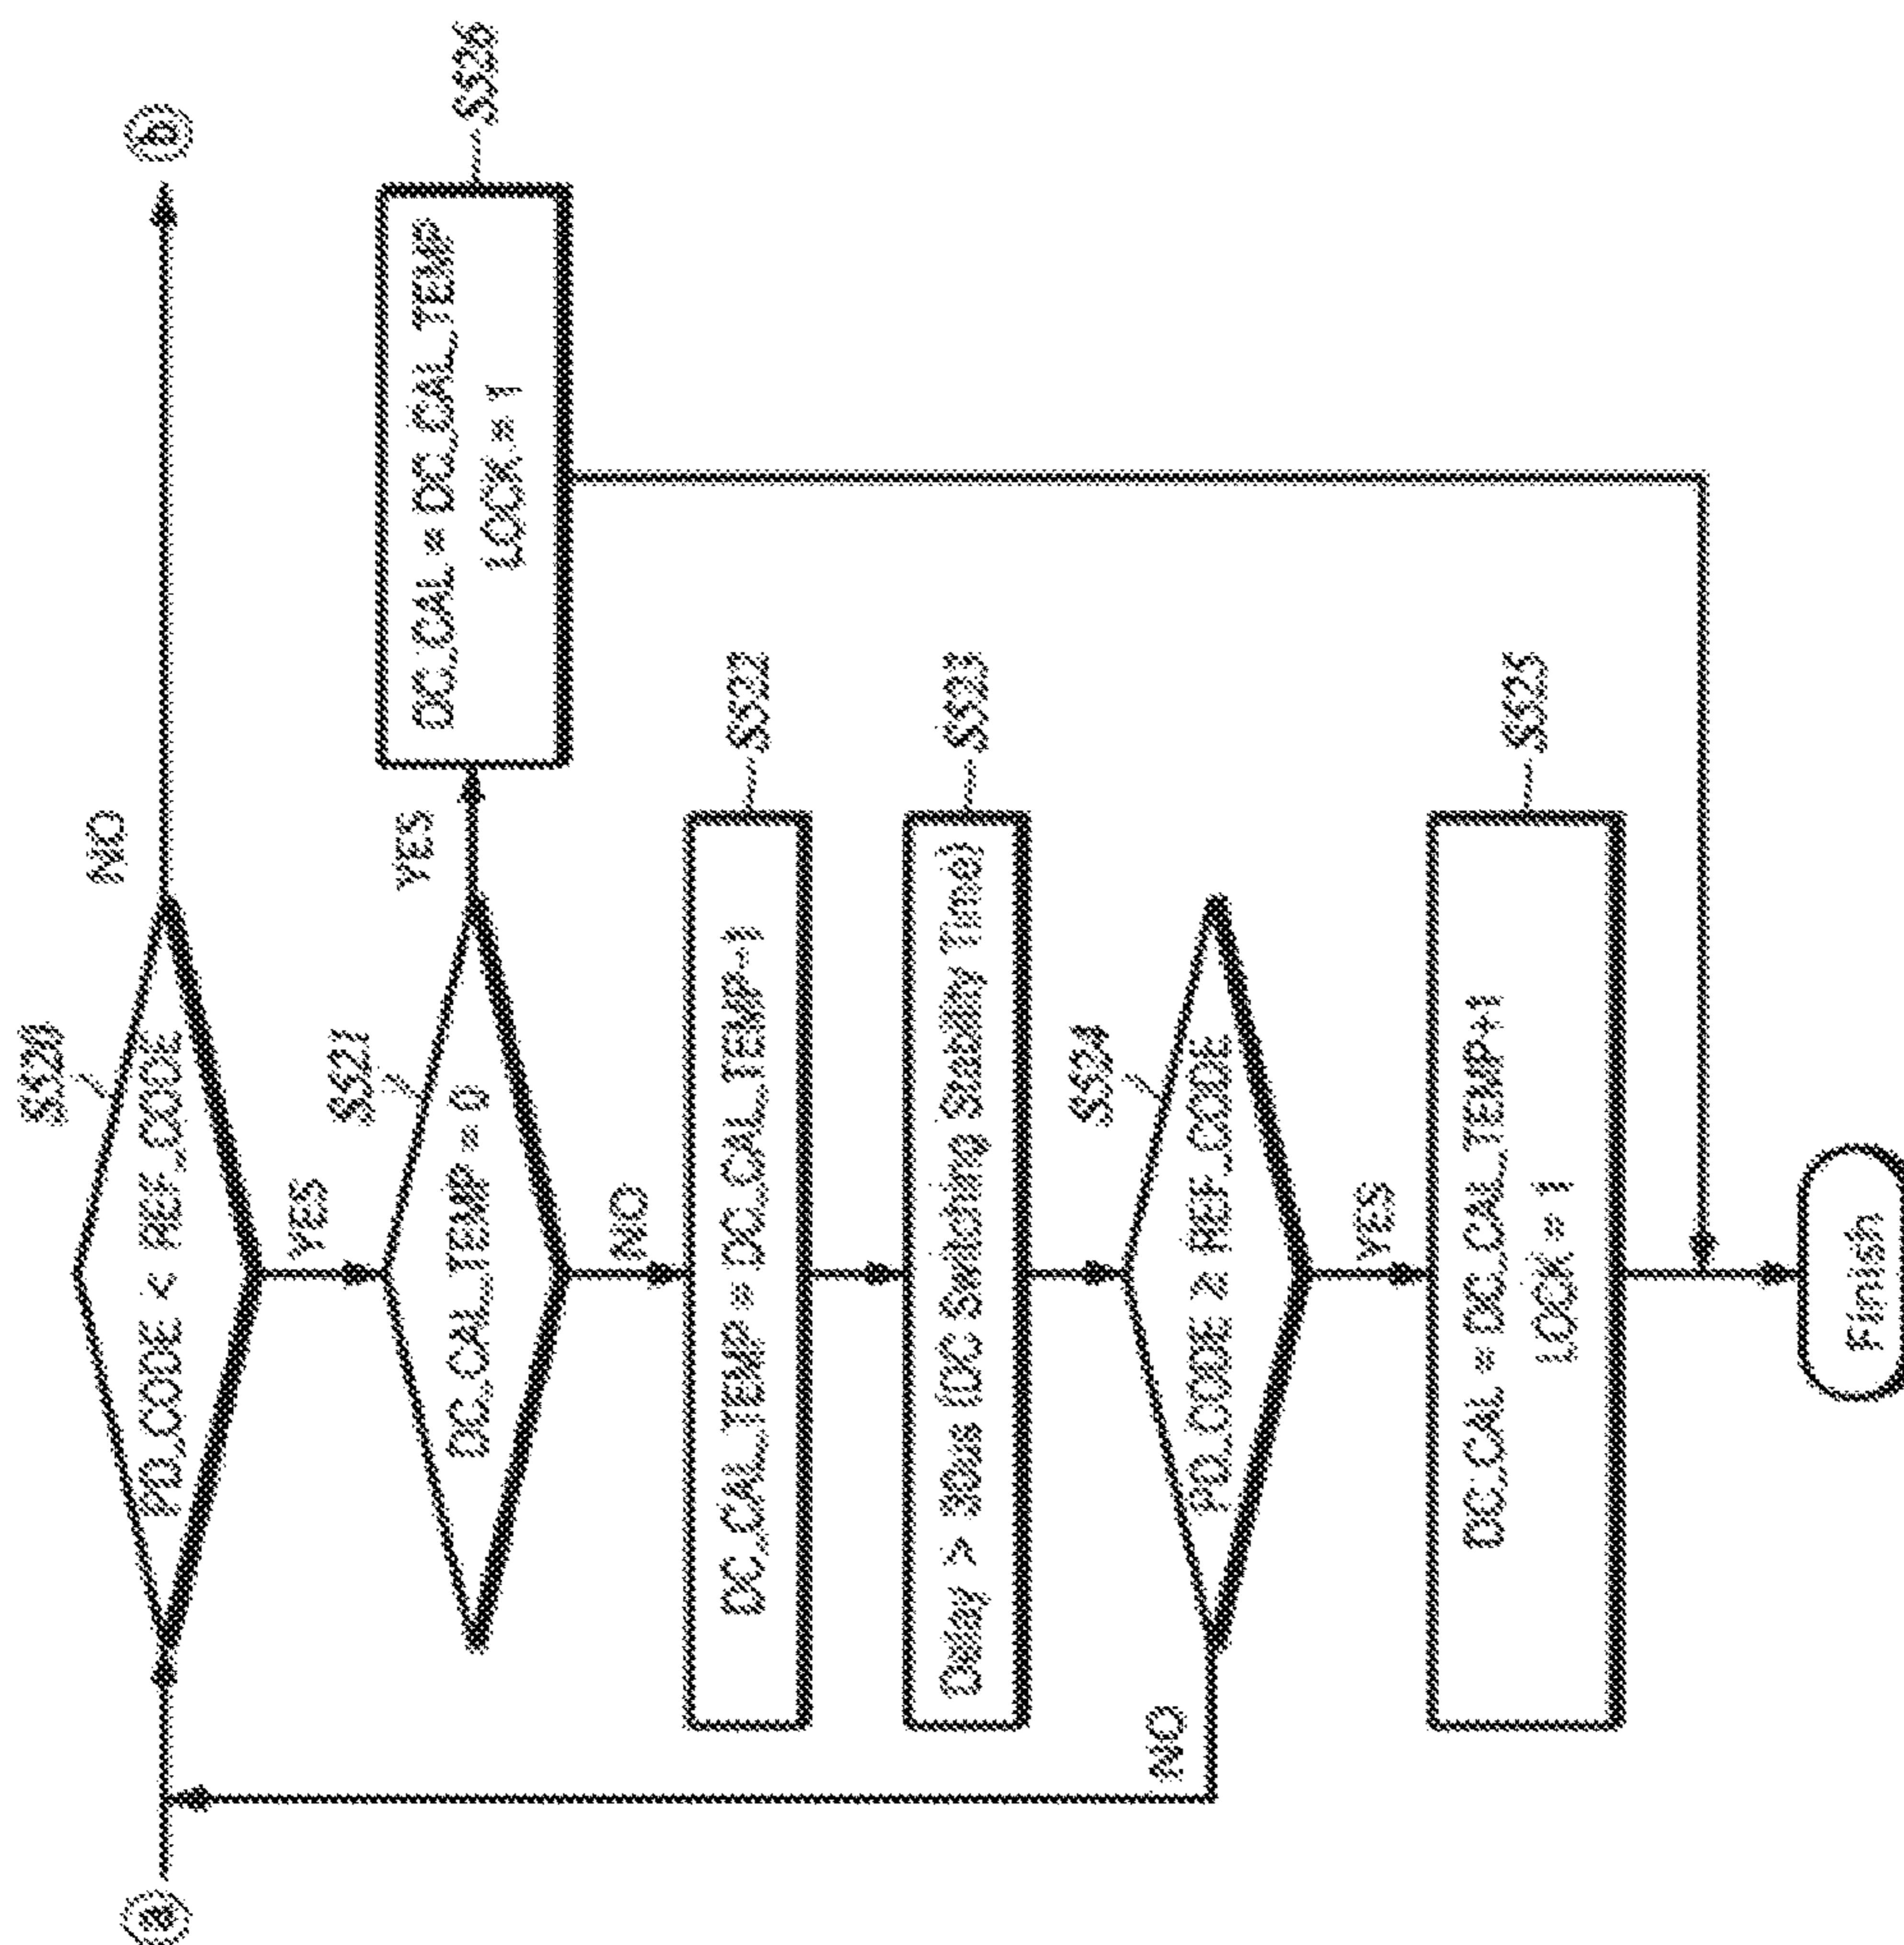 a
S520
PD_CODE < REF_CODE
NO
b
YES
S521
DC_CAL_TEMP = 0
YES
DC_CAL = DC_CAL_TEMP
LOCK = 1
S526
NO
DC_CAL_TEMP = DC_CAL_TEMP-1
S522
Delay > 30us (DC Switching Stability Time)
S523
S524
PD_CODE ≥ REF_CODE
NO
YES
DC_CAL = DC_CAL_TEMP+1
LOCK = 1
S525
Finish